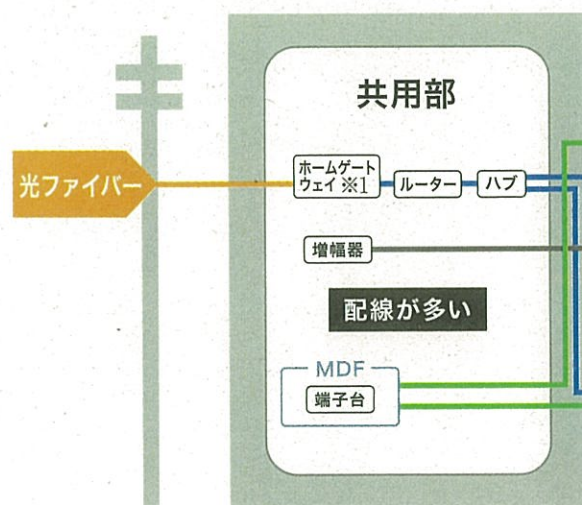 共用部
光ファイバー
ホームゲート
ウェイ ※1
ルーター
ハブ
増幅器
配線が多い
MDF
端子台